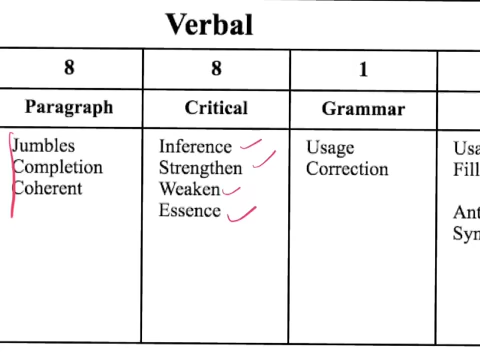 Verbal
8 8 1
Paragraph Critical Grammar
Jumbles Inference Usage
Completion Strengthen Correction
Coherent Weaken
Essence